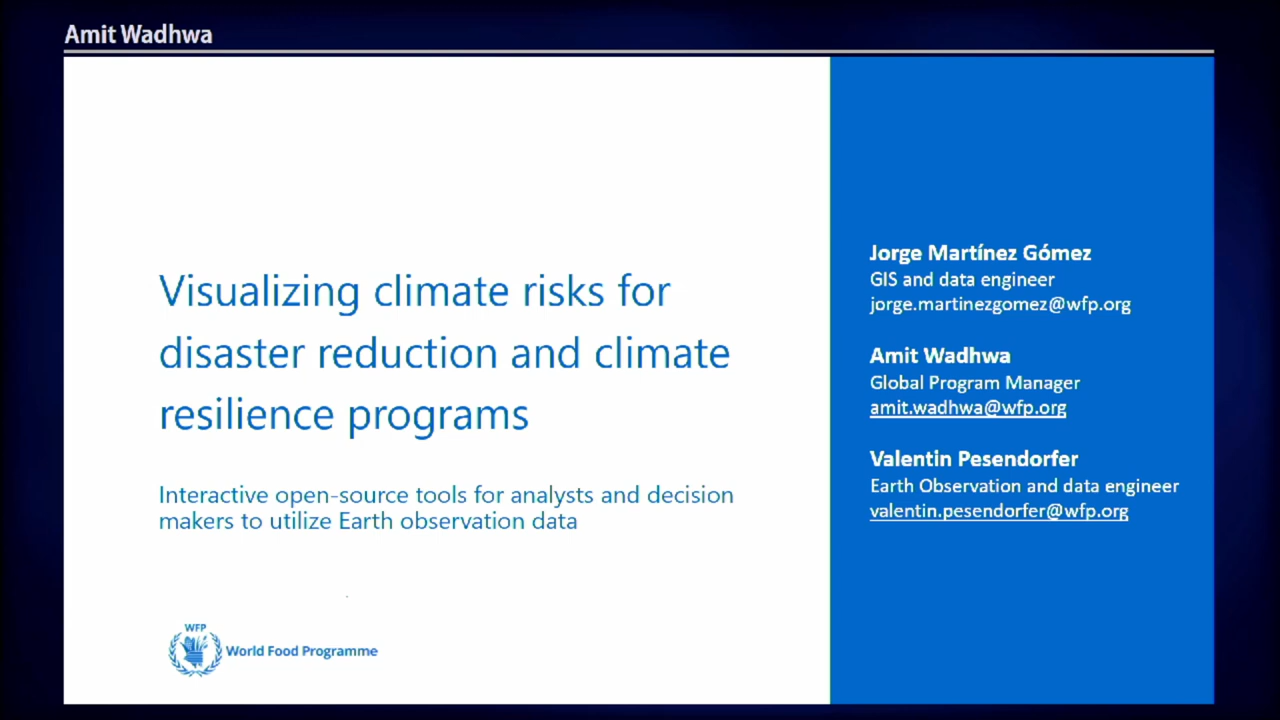 Amit Wadhwa
Visualizing climate risks for
disaster reduction and climate
resilience programs
Interactive open-source tools for analysts and decision
makers to utilize Earth observation data
WFP
World Food Programme
Jorge Martínez Gómez
GIS and data engineer
jorge.martinezgomez@wfp.org
Amit Wadhwa
Global Program Manager
amit.wadhwa@wfp.org
Valentin Pesendorfer
Earth Observation and data engineer
valentin.pesendorfer@wfp.org